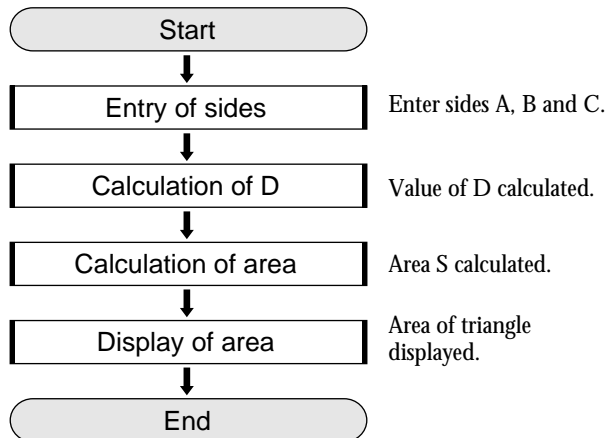 Start
Entry of sides
Enter sides A, B and C.
Calculation of D
Value of D calculated.
Calculation of area
Area S calculated.
Display of area
Area of triangle
displayed.
End